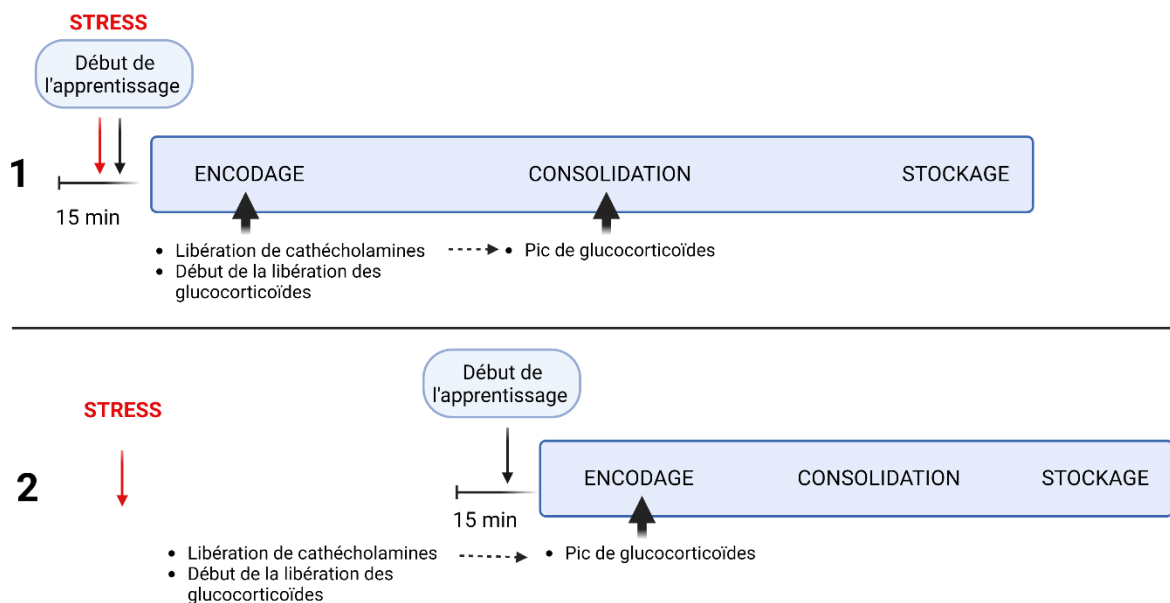 STRESS
Début de
l'apprentissage
1
15 min
ENCODAGE
CONSOLIDATION
STOCKAGE
• Libération de cathécholamines
• Début de la libération des
glucocorticoïdes
• Pic de glucocorticoïdes
2
STRESS
Début de
l'apprentissage
15 min
ENCODAGE
CONSOLIDATION
STOCKAGE
• Libération de cathécholamines
• Début de la libération des
glucocorticoïdes
• Pic de glucocorticoïdes